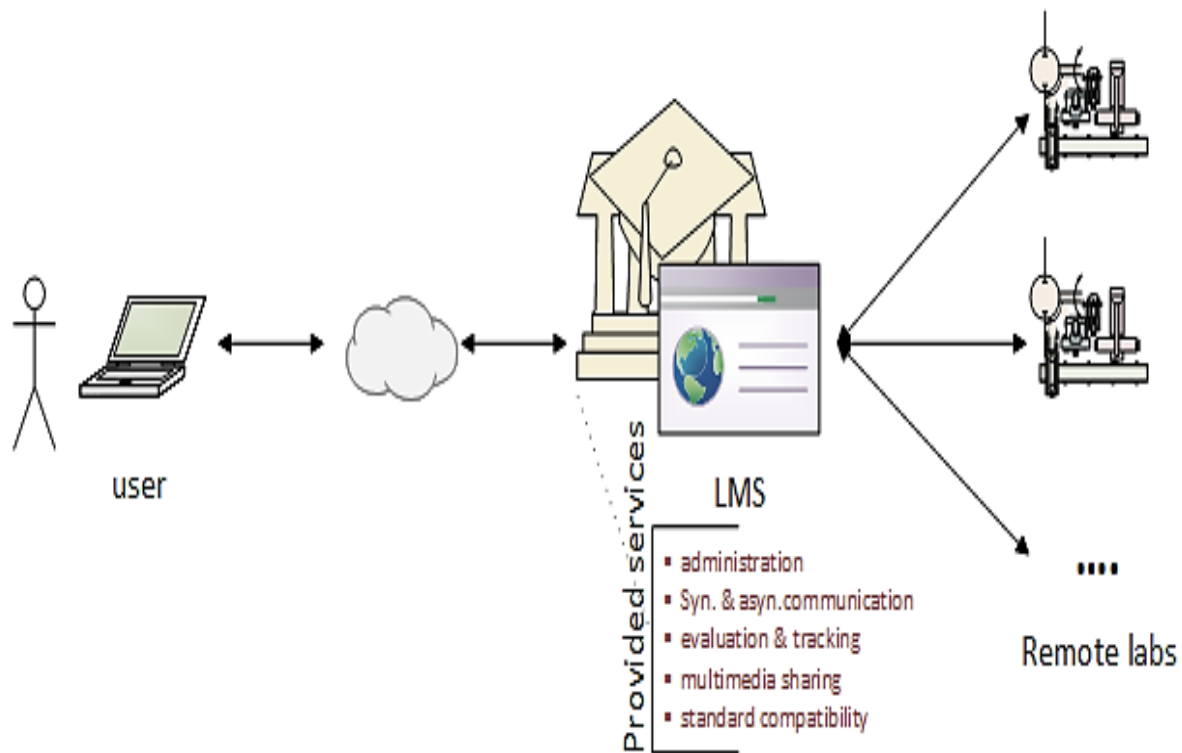 user
LMS
Provided services
▪ administration
▪ Syn. & asyn.communication
▪ evaluation & tracking
▪ multimedia sharing
▪ standard compatibility
....
Remote labs